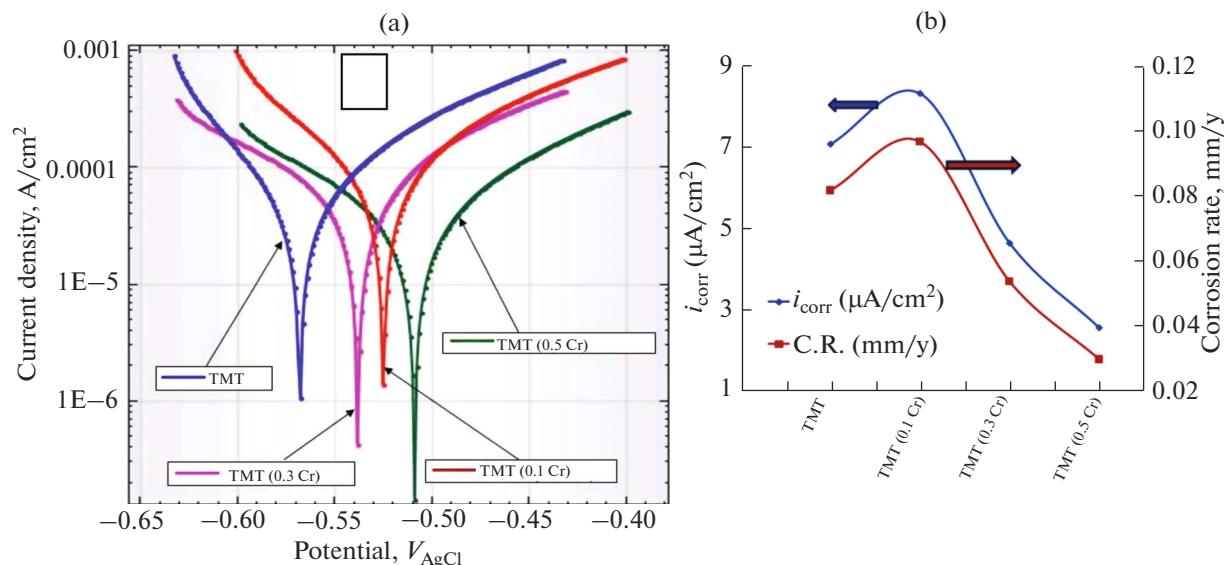 (a)
Current density, A/cm²
0.001
0.0001
1E−5
1E−6
TMT
TMT (0.3 Cr)
TMT (0.1 Cr)
TMT (0.5 Cr)
−0.65 −0.60 −0.55 −0.50 −0.45 −0.40
Potential, V_AgCl
(b)
i_corr (µA/cm²)
9
7
5
3
1
i_corr (µA/cm²)
C.R. (mm/y)
0.12
0.10
0.08
0.06
0.04
0.02
Corrosion rate, mm/y
TMT
TMT (0.1 Cr)
TMT (0.3 Cr)
TMT (0.5 Cr)